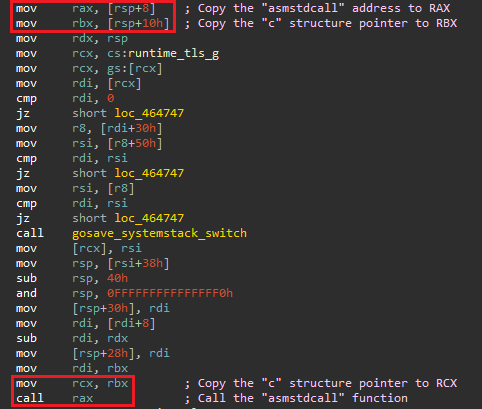 mov rax, [rsp+8] ; Copy the "asmstdcall" address to RAX
mov rbx, [rsp+10h] ; Copy the "c" structure pointer to RBX
mov rdx, rsp
mov rcx, cs:runtime_tls_g
mov rcx, gs:[rcx]
mov rdi, [rcx]
cmp rdi, 0
jz short loc_464747
mov r8, [rdi+30h]
mov rsi, [r8+50h]
cmp rdi, rsi
jz short loc_464747
mov rsi, [r8]
cmp rdi, rsi
jz short loc_464747
call gosave_systemstack_switch
mov [rcx], rsi
mov rsp, [rsi+38h]
sub rsp, 40h
and rsp, 0FFFFFFFFFFFFFFF0h
mov [rsp+30h], rdi
mov rdi, [rdi+8]
sub rdi, rdx
mov [rsp+28h], rdi
mov rdi, rbx
mov rcx, rbx ; Copy the "c" structure pointer to RCX
call rax ; Call the "asmstdcall" function